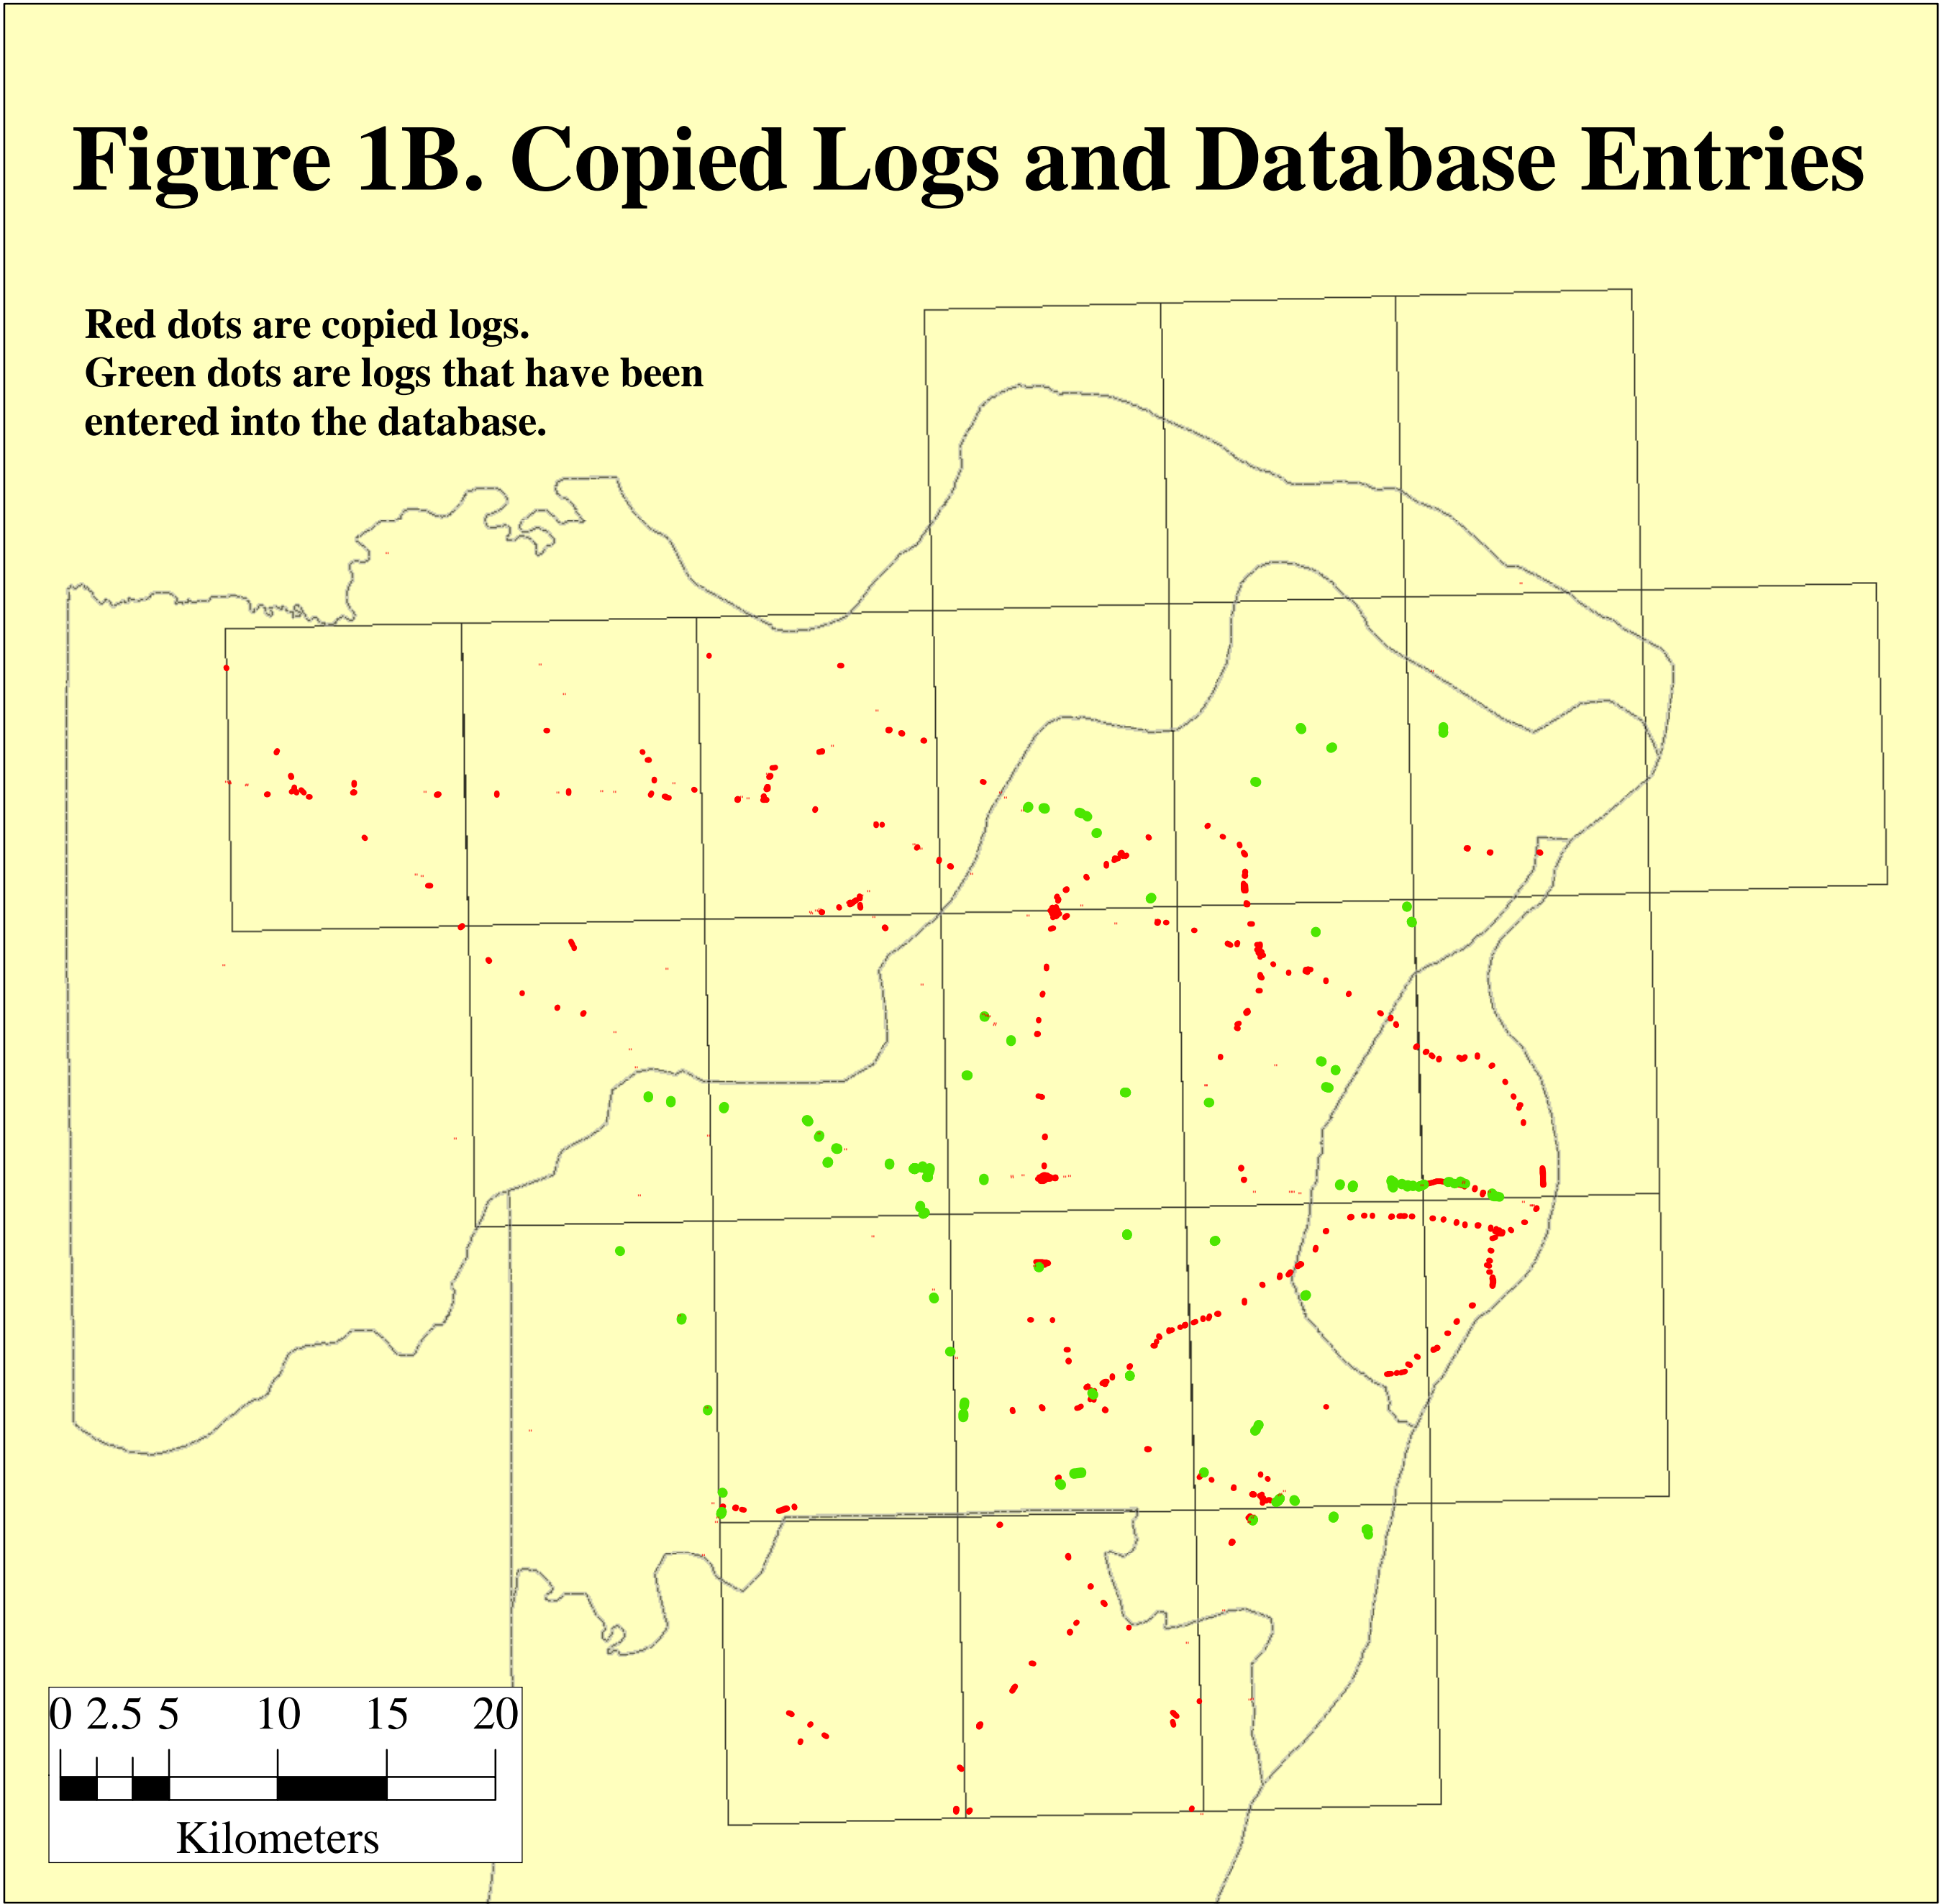 Figure 1B. Copied Logs and Database Entries
Red dots are copied logs.
Green dots are logs that have been
entered into the database.
0 2.5 5 10 15 20
Kilometers